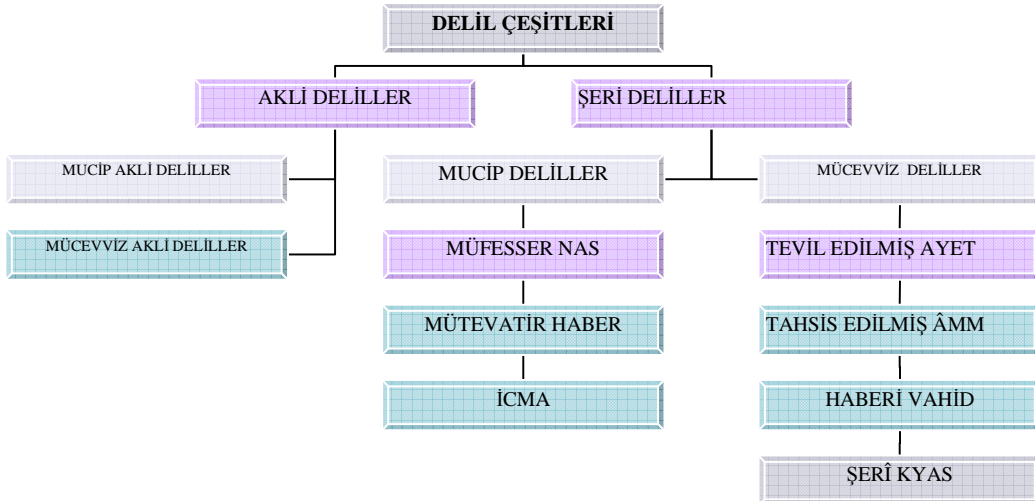 DELİL ÇEŞİTLERİ
AKLİ DELİLLER
ŞERİ DELİLLER
MUCİP AKLİ DELİLLER
MUCİP DELİLLER
MÜCEVVİZ DELİLLER
MÜCEVVİZ AKLİ DELİLLER
MÜFESSER NAS
TEVİL EDİLMİŞ AYET
MÜTEVATİR HABER
TAHSİS EDİLMİŞ ÂMM
İCMA
HABERİ VAHİD
ŞERÎ KYAS